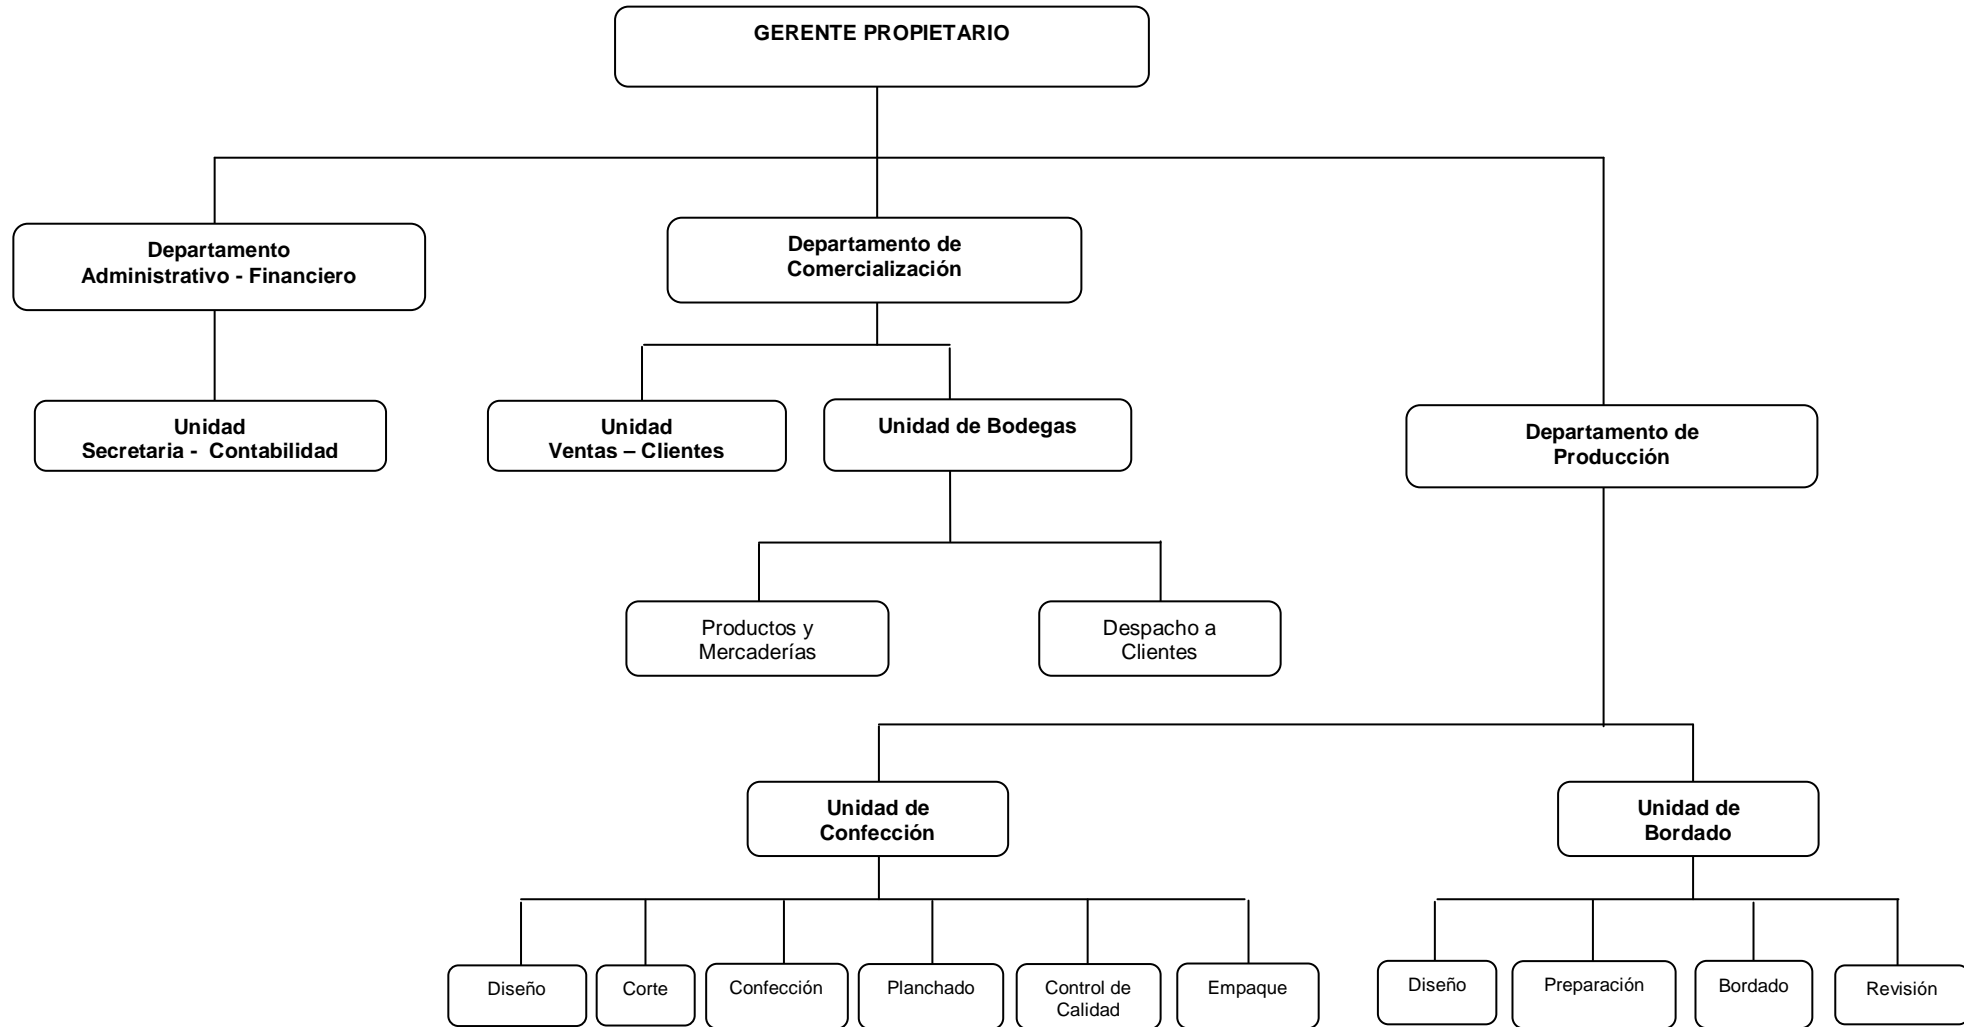 GERENTE PROPIETARIO
Departamento
Administrativo - Financiero
Departamento de
Comercialización
Unidad
Secretaria -  Contabilidad
Unidad
Ventas – Clientes
Unidad de Bodegas
Departamento de
Producción
Productos y
Mercaderías
Despacho a
Clientes
Unidad de
Confección
Unidad de
Bordado
Diseño
Corte
Confección
Planchado
Control de
Calidad
Empaque
Diseño
Preparación
Bordado
Revisión